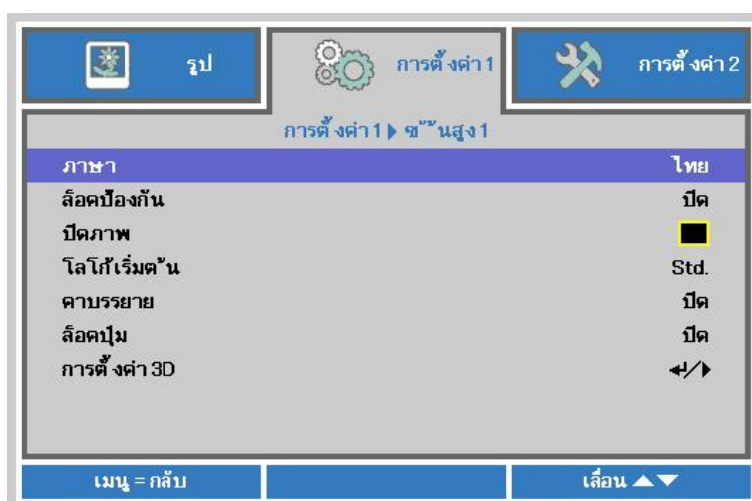 รูป
การตั้งค่า 1
การตั้งค่า 2
การตั้งค่า 1 ขั้นสูง 1
ภาษา ไทย
ล็อคป้องกัน ปิด
ปิดภาพ
โลโก้เริ่มต้น Std.
คาบรรยาย ปิด
ล็อคปุ่ม ปิด
การตั้งค่า 3D
เมนู = กลับ
เลื่อน